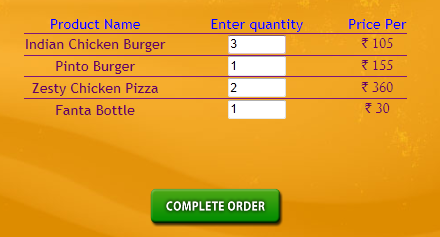 Product Name Enter quantity Price Per
Indian Chicken Burger 3 ₹ 105
Pinto Burger 1 ₹ 155
Zesty Chicken Pizza 2 ₹ 360
Fanta Bottle 1 ₹ 30
COMPLETE ORDER